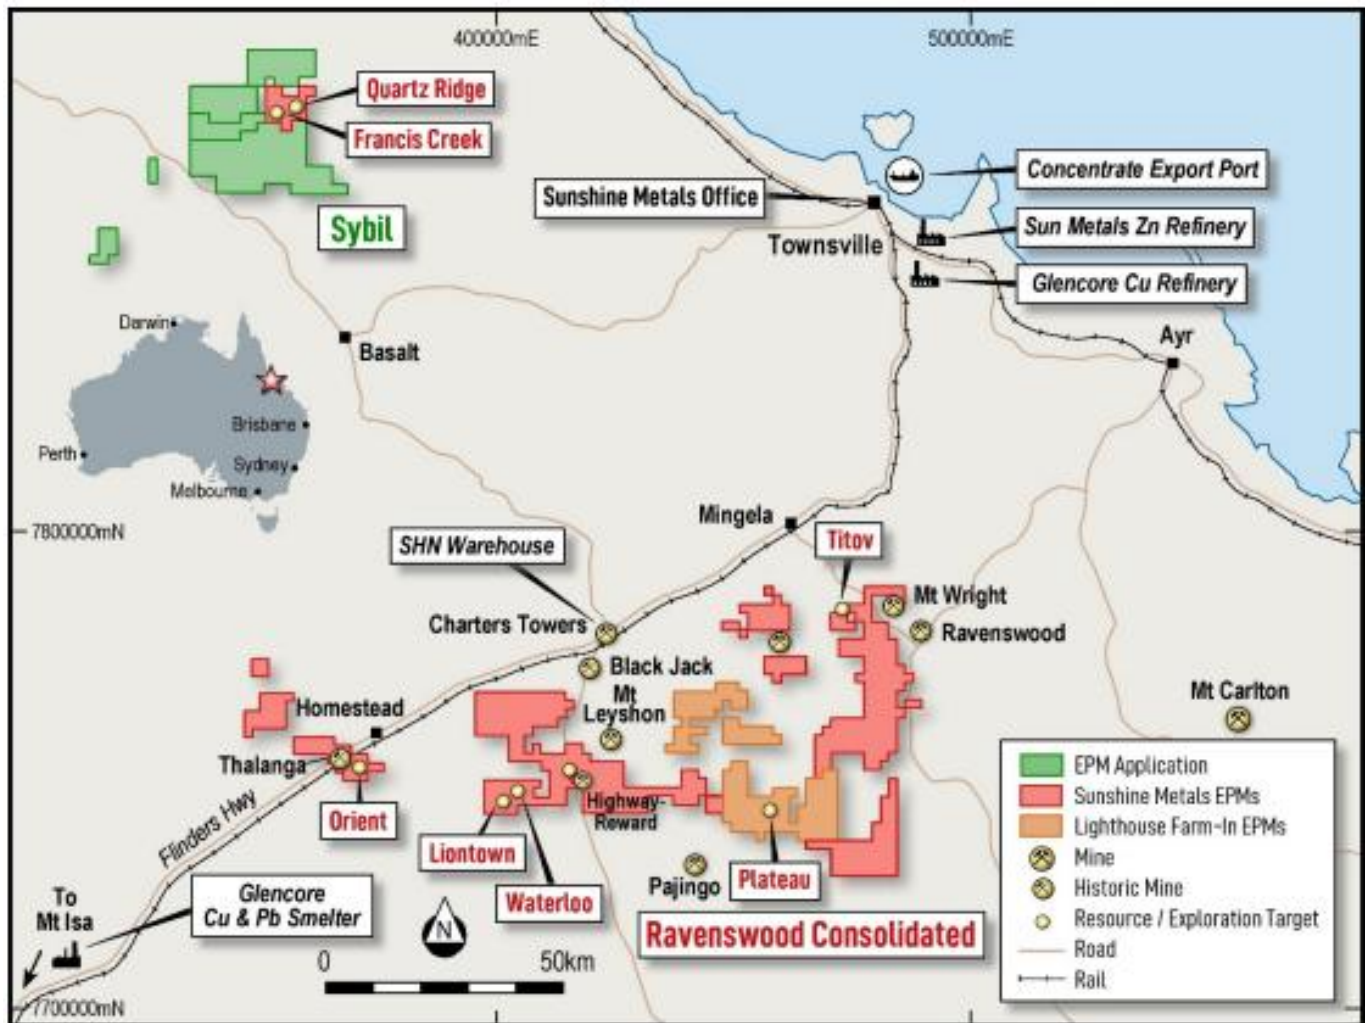 400000mE
500000mE
Quartz Ridge
Francis Creek
Sybil
Sunshine Metals Office
Townsville
Concentrate Export Port
Sun Metals Zn Refinery
Glencore Cu Refinery
Ayr
Basalt
Darwin
Brisbane
Perth
Sydney
Melbourne
7800000mN
Mingela
SHN Warehouse
Titov
Mt Wright
Ravenswood
Charters Towers
Black Jack
Mt
Leyshon
Mt Carlton
Homestead
Thalanga
Orient
Flinders Hwy
Highway-
Reward
Liontown
Waterloo
Pajingo
Plateau
Ravenswood Consolidated
To
Mt Isa
Glencore
Cu & Pb Smelter
N
0
50km
7700000mN
EPM Application
Sunshine Metals EPMs
Lighthouse Farm-In EPMs
Mine
Historic Mine
Resource / Exploration Target
Road
Rail